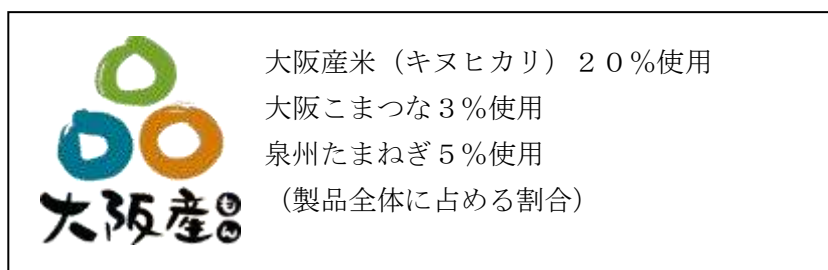 大阪産米（キヌヒカリ）２０％使用
大阪こまつな３％使用
泉州たまねぎ５％使用
（製品全体に占める割合）
大阪産もん